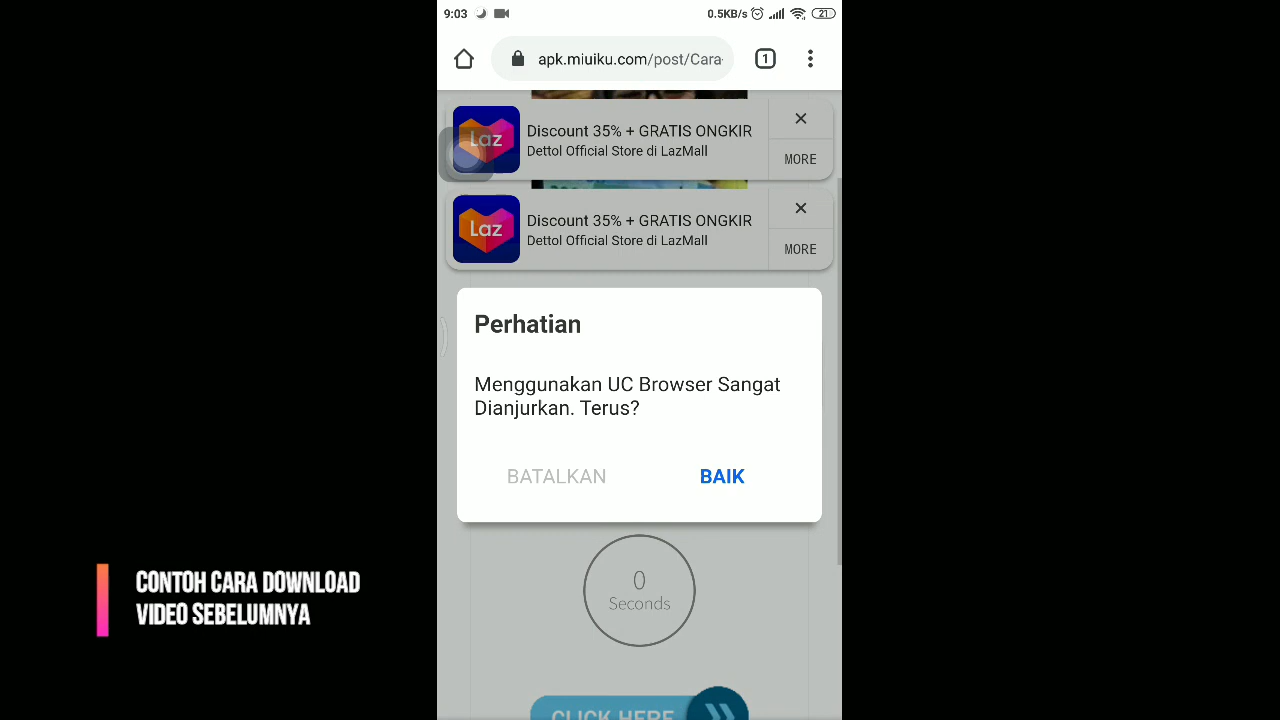 9:03
0.5KB/s
21
apk.miuiku.com/post/Cara
1
Laz
Discount 35% + GRATIS ONGKIR
Dettol Official Store di LazMall
MORE
Laz
Discount 35% + GRATIS ONGKIR
Dettol Official Store di LazMall
MORE
Perhatian
Menggunakan UC Browser Sangat
Dianjurkan. Terus?
BATALKAN
BAIK
0
Seconds
CONTOH CARA DOWNLOAD
VIDEO SEBELUMNYA
CLICK HERE